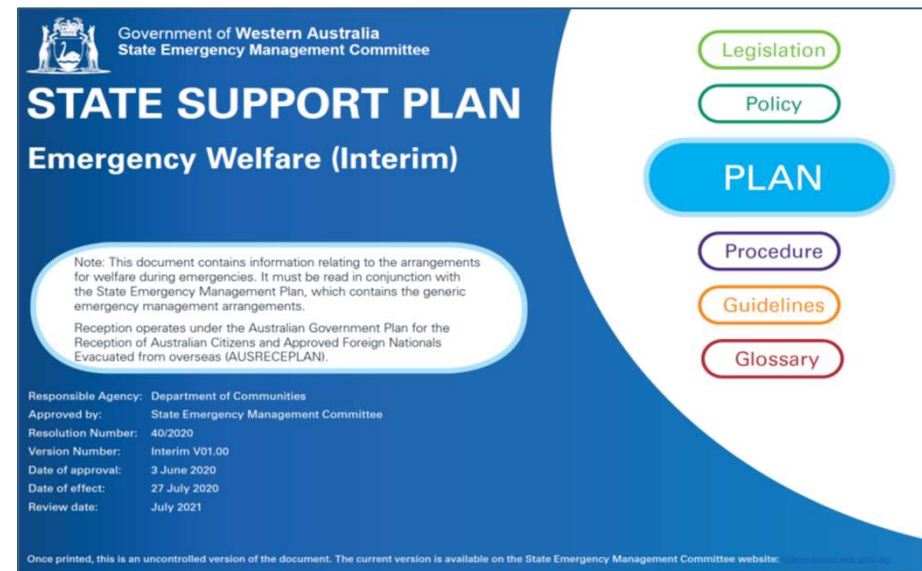 Government of Western Australia
State Emergency Management Committee
STATE SUPPORT PLAN
Emergency Welfare (Interim)
Note: This document contains information relating to the arrangements
for welfare during emergencies. It must be read in conjunction with
the State Emergency Management Plan, which contains the generic
emergency management arrangements.
Reception operates under the Australian Government Plan for the
Reception of Australian Citizens and Approved Foreign Nationals
Evacuated from overseas (AUSRECEPLAN).
Responsible Agency: Department of Communities
Approved by: State Emergency Management Committee
Resolution Number: 40/2020
Version Number: Interim V01.00
Date of approval: 3 June 2020
Date of effect: 27 July 2020
Review date: July 2021
Legislation
Policy
PLAN
Procedure
Guidelines
Glossary
Once printed, this is an uncontrolled version of the document. The current version is available on the State Emergency Management Committee website: